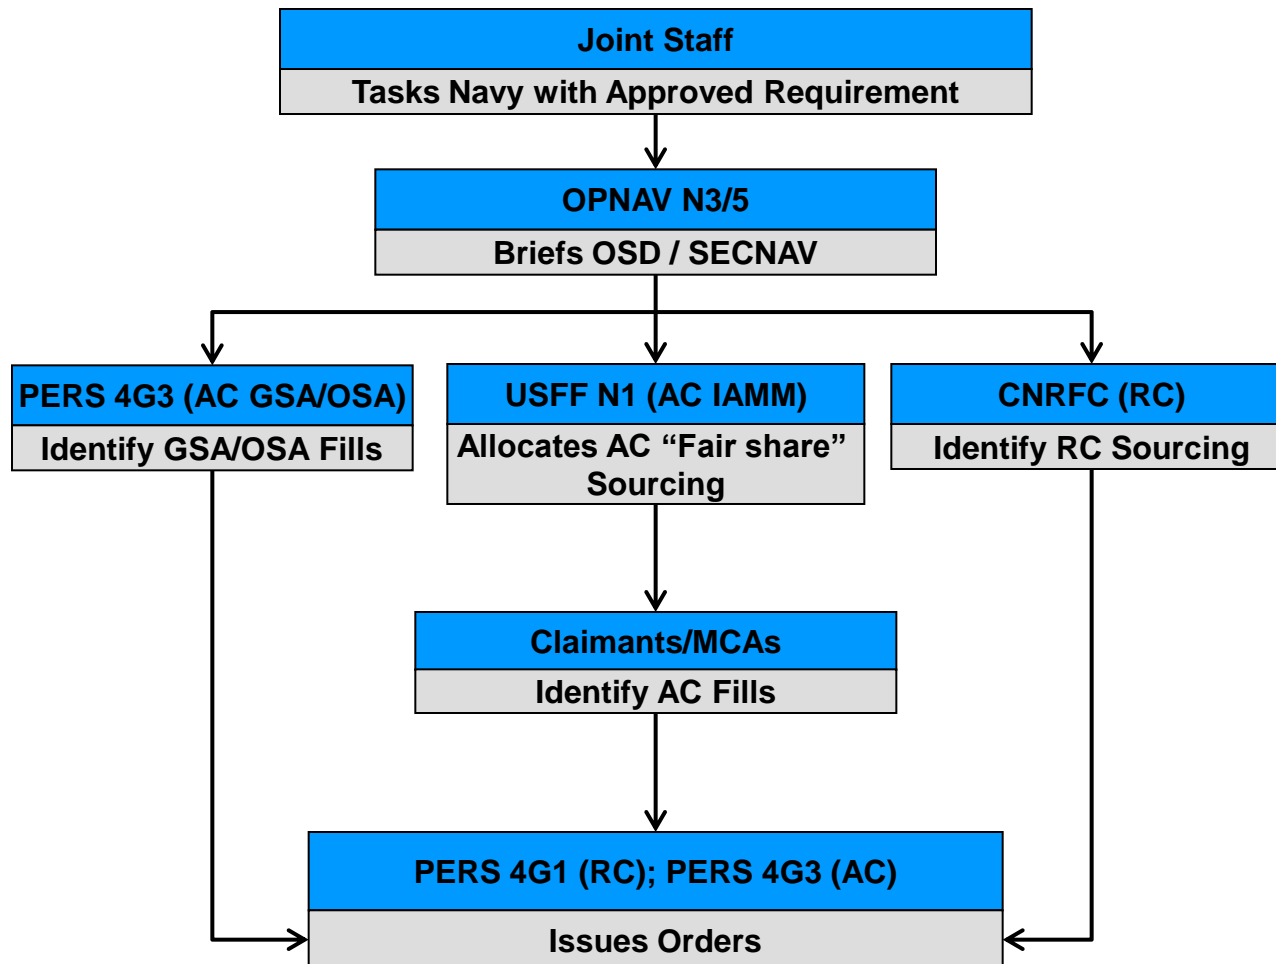 Joint Staff
Tasks Navy with Approved Requirement
OPNAV N3/5
Briefs OSD / SECNAV
PERS 4G3 (AC GSA/OSA)
Identify GSA/OSA Fills
USFF N1 (AC IAMM)
Allocates AC “Fair share”
Sourcing
CNRFC (RC)
Identify RC Sourcing
Claimants/MCAs
Identify AC Fills
PERS 4G1 (RC); PERS 4G3 (AC)
Issues Orders